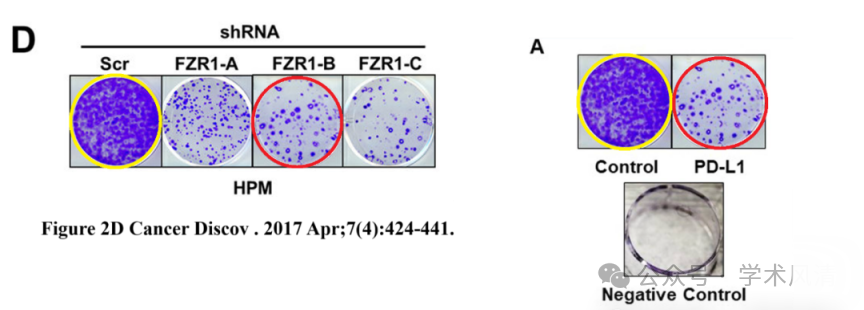 D
shRNA
Scr FZR1-A FZR1-B FZR1-C
HPM
Figure 2D Cancer Discov . 2017 Apr;7(4):424-441.
A
Control PD-L1
公众号 学术
Negative Control